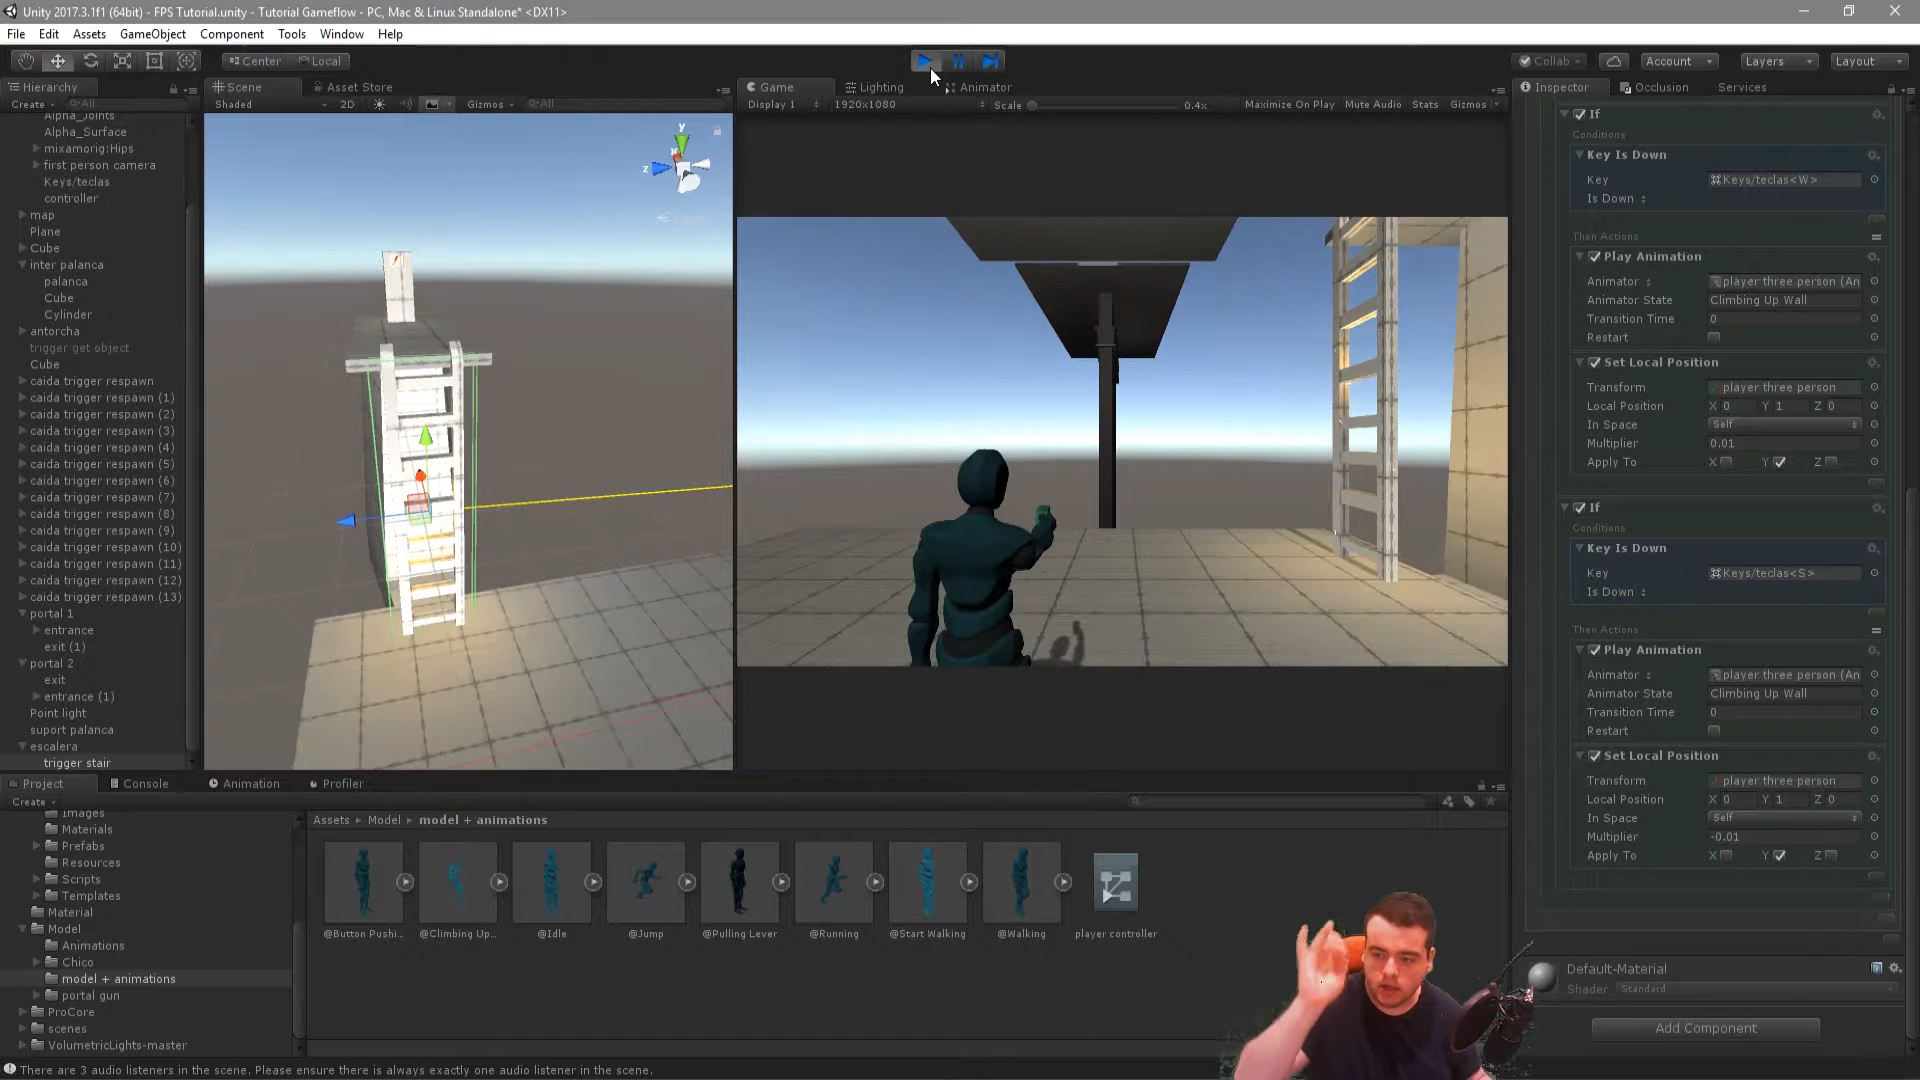 Unity 2017.3.1f1 (64bit) - FPS Tutorial.unity - Tutorial Gameflow - PC, Mac & Linux Standalone* <DX11>
File Edit Assets GameObject Component Tools Window Help
Center Local
Collab Account Layers Layout
Hierarchy
Create All
Alpha_Joints
Alpha_Surface
mixamorig:Hips
first person camera
Keys/teclas
controller
map
Plane
Cube
inter palanca
palanca
Cube
Cylinder
antorcha
trigger get object
Cube
caida trigger respawn
caida trigger respawn (1)
caida trigger respawn (2)
caida trigger respawn (3)
caida trigger respawn (4)
caida trigger respawn (5)
caida trigger respawn (6)
caida trigger respawn (7)
caida trigger respawn (8)
caida trigger respawn (9)
caida trigger respawn (10)
caida trigger respawn (11)
caida trigger respawn (12)
caida trigger respawn (13)
portal 1
entrance
exit (1)
portal 2
exit
entrance (1)
Point light
suport palanca
escalera
trigger stair
Scene Asset Store
Shaded 2D Gizmos All
y
x
z
Game Lighting Animator
Display 1 1920x1080 Scale 0.4x Maximize On Play Mute Audio Stats Gizmos
Inspector Occlusion Services
If
Conditions
Key Is Down
Key Keys/teclas<W>
Is Down
Then Actions
Play Animation
Animator player three person (An
Animator State Climbing Up Wall
Transition Time 0
Restart
Set Local Position
Transform player three person
Local Position X 0 Y 1 Z 0
In Space Self
Multiplier 0.01
Apply To X Y Z
If
Conditions
Key Is Down
Key Keys/teclas<S>
Is Down
Then Actions
Play Animation
Animator player three person (An
Animator State Climbing Up Wall
Transition Time 0
Restart
Set Local Position
Transform player three person
Local Position X 0 Y 1 Z 0
In Space Self
Multiplier -0.01
Apply To X Y Z
Default-Material
Shader Standard
Add Component
Project Console Animation Profiler
Create
Images
Materials
Prefabs
Resources
Scripts
Templates
Material
Model
Animations
Chico
model + animations
portal gun
ProCore
scenes
VolumetricLights-master
Assets Model model + animations
@Button Pushi... @Climbing Up... @Idle @Jump @Pulling Lever @Running @Start Walking @Walking player controller
There are 3 audio listeners in the scene. Please ensure there is always exactly one audio listener in the scene.